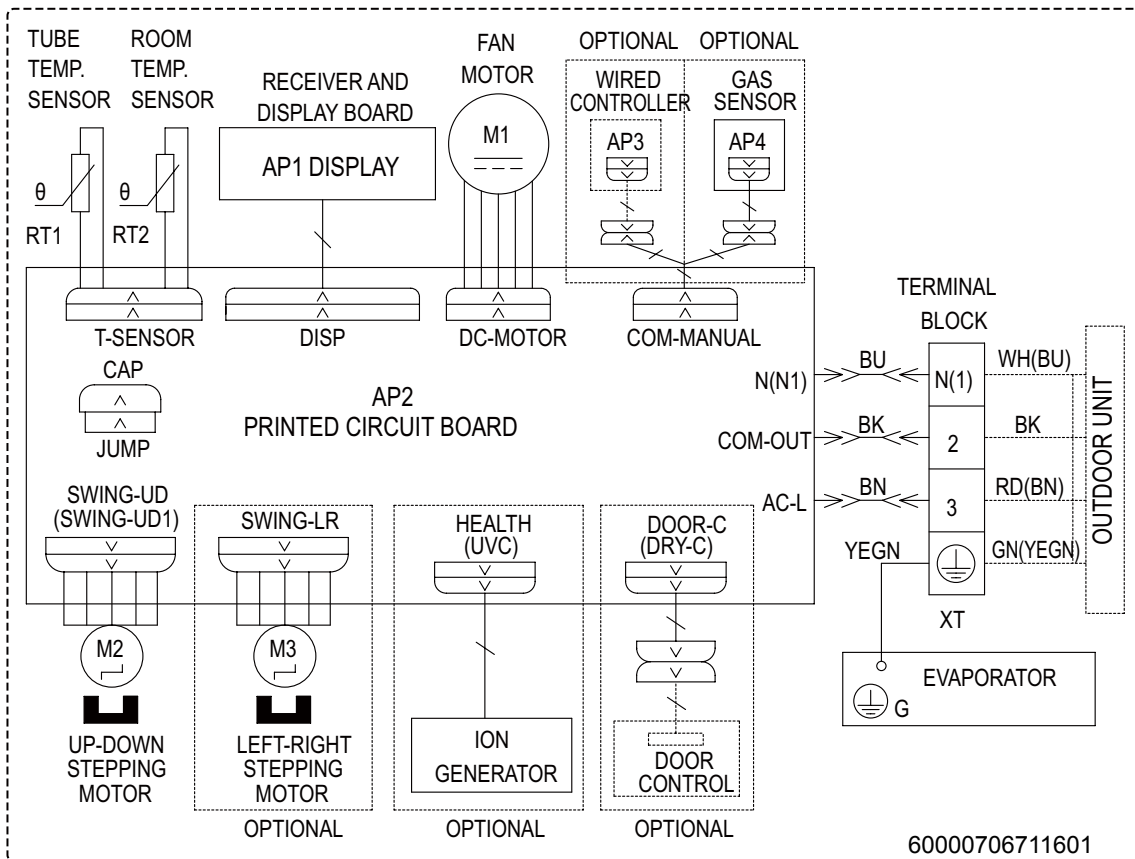 TUBE
TEMP.
SENSOR
ROOM
TEMP.
SENSOR
RECEIVER AND
DISPLAY BOARD
AP1 DISPLAY
FAN
MOTOR
M1
OPTIONAL
WIRED
CONTROLLER
AP3
OPTIONAL
GAS
SENSOR
AP4
θ
RT1
θ
RT2
T-SENSOR
DISP
DC-MOTOR
COM-MANUAL
CAP
JUMP
AP2
PRINTED CIRCUIT BOARD
TERMINAL
BLOCK
N(N1)
BU
N(1)
WH(BU)
COM-OUT
BK
2
BK
AC-L
BN
3
RD(BN)
YEGN
GN(YEGN)
XT
OUTDOOR UNIT
EVAPORATOR
G
SWING-UD
(SWING-UD1)
M2
UP-DOWN
STEPPING
MOTOR
SWING-LR
M3
LEFT-RIGHT
STEPPING
MOTOR
OPTIONAL
HEALTH
(UVC)
ION
GENERATOR
OPTIONAL
DOOR-C
(DRY-C)
DOOR
CONTROL
OPTIONAL
60000706711601